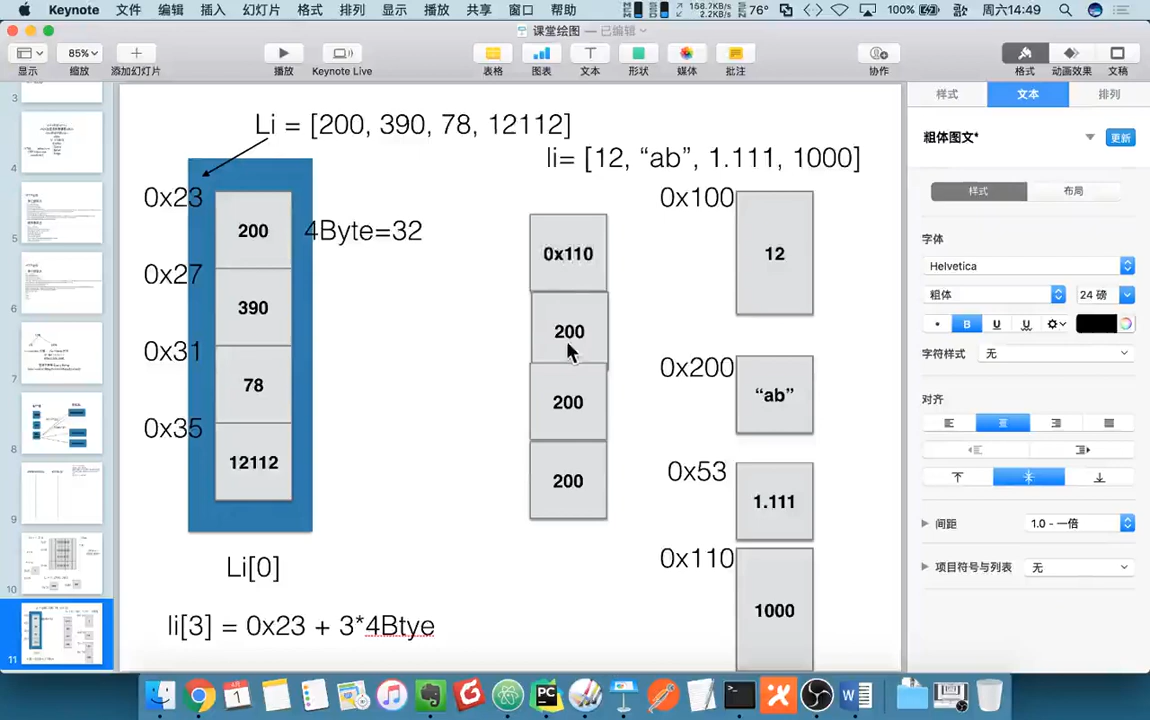 Keynote 文件 编辑 插入 幻灯片 格式 排列 显示 播放 共享 窗口 帮助 158.7KB/s 2.2KB/s 76° 100% 周六14:49
课堂绘图 — 已编辑
85%
显示 缩放 添加幻灯片 播放 Keynote Live 表格 图表 文本 形状 媒体 批注 协作 格式 动画效果 文稿
3
4
5
6
7
8
9
10
11
Li = [200, 390, 78, 12112]
li= [12, “ab”, 1.111, 1000]
0x23
200
4Byte=32
0x27
390
0x31
78
0x35
12112
Li[0]
li[3] = 0x23 + 3*4Btye
0x110
200
200
200
0x100
12
0x200
“ab”
0x53
1.111
0x110
1000
样式 文本 排列
粗体图文* 更新
样式 布局
字体
Helvetica
粗体 24 磅
B U U
字符样式 无
对齐
间距 1.0 - 一倍
项目符号与列表 无
1
PC
W